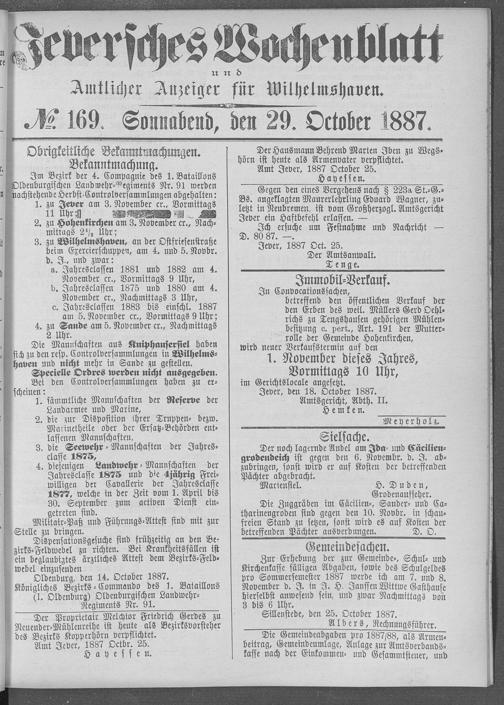 Jeversches Wochenblatt
und
Amtlicher Anzeiger für Wilhelmshaven.
№ 169. Sonnabend, den 29. October 1887.
Obrigkeitliche Bekanntmachungen.
Bekanntmachung.
Im Bezirk der 4. Compagnie des 1. Bataillons
Oldenburgischen Landwehr-Regiments Nr. 91 werden
nachstehende Herbst-Controlversammlungen abgehalten:
1. zu Jever am 3. November cr., Vormittags
11 Uhr,
2. zu Hohenkirchen am 3. November cr., Nach-
mittags 2½ Uhr;
3. zu Wilhelmshaven, an der Ostfriesenstraße
beim Exercierschuppen, am 4. und 5. Novbr.
d. J., und zwar:
a. Jahresclassen 1881 und 1882 am 4.
November cr., Vormittags 9 Uhr,
b. Jahresclassen 1875 und 1880 am 4.
November cr., Nachmittags 3 Uhr,
c. Jahresclassen 1883 bis einschl. 1887
am 5. November cr., Vormittags 9 Uhr;
4. zu Sande am 5. November cr., Nachmittags
2 Uhr.
Die Mannschaften aus Kniphausersiel haben
sich zu den resp. Controlversammlungen in Wilhelms-
haven und nicht mehr in Sande zu gestellen.
Specielle Ordres werden nicht ausgegeben.
Bei den Controlversammlungen haben zu er-
scheinen:
1. sämmtliche Mannschaften der Reserve der
Landarmee und Marine,
2. die zur Disposition ihrer Truppen- bezw.
Marinetheile oder der Ersatz-Behörden ent-
lassenen Mannschaften.
3. die Seewehr-Mannschaften der Jahres-
classe 1875,
4. diejenigen Landwehr-Mannschaften der
Jahresclasse 1875 und die 4jährig Frei-
willigen der Cavallerie der Jahresclasse
1877, welche in der Zeit vom 1. April bis
30. September zum activen Dienst ein-
getreten sind.
Militär-Paß und Führungs-Attest sind mit zur
Stelle zu bringen.
Dispensationsgesuche sind frühzeitig an den Be-
zirks-Feldwebel zu richten. Bei Krankheitsfällen ist
ein beglaubigtes ärztliches Attest dem Bezirks-Feld-
webel einzusenden.
Oldenburg, den 14. October 1887.
Königliches Bezirks-Commando des 1. Bataillons
(I. Oldenburg) Oldenburgischen Landwehr-
Regiments Nr. 91.
Der Proprietair Melchior Friedrich Gerdes zu
Neuender-Mühlenreihe ist heute als Bezirksvorsteher
des Bezirks Kopperhörn verpflichtet.
Amt Jever, 1887 Octbr. 25.
Hayessen.
Der Hausmann Behrend Marten Iben zu Wegs-
hörn ist heute als Armenvater verpflichtet.
Amt Jever, 1887 October 25.
Hayessen.
Gegen den eines Vergehens nach § 223a St.-G.-
Bs. angeklagten Maurerlehrling Eduard Wagner, zu-
letzt in Neubremen, ist vom Großherzogl. Amtsgericht
Jever ein Haftbefehl erlassen. —
Ich ersuche um Festnahme und Nachricht —
D. 80 87. —.
Jever, 1887 Oct. 25.
Der Amtsanwalt.
Tenge.
Immobil-Verkauf.
In Convocationssachen,
betreffend den öffentlichen Verkauf der
den Erben des weil. Müllers Gerd Oehl-
richs zu Tengshausen gehörigen Mühlen-
besitzung c. pert., Art. 191 der Mutter-
rolle der Gemeinde Hohenkirchen,
wird neuer Verkaufstermin auf den
1. November dieses Jahres,
Vormittags 10 Uhr,
im Gerichtslocale angesetzt.
Jever, den 18. October 1887.
Amtsgericht, Abth. II.
Hemken.
Meyerholz.
Sielsache.
Der noch lagernde Andel am Ida- und Cäcilien-
grodendeich ist gegen den 6. Novembr. d. J. ab-
zubringen, sonst wird er auf Kosten der betreffenden
Pächter abgebracht.
Mariensiel.
H. Duden,
Grodenaufseher.
Die Zuggräben im Cäcilien-, Sander- und Ca-
tharinengroden sind gegen den 10. Novbr. in schau-
freien Stand zu setzen, sonst wird es auf Kosten der
betreffenden Pächter ausverdungen. D. O.
Gemeindesachen.
Zur Erhebung der zur Gemeinde-, Schul- und
Kirchenkasse fälligen Abgaben, sowie des Schulgeldes
pro Sommersemester 1887 werde ich am 7. und 8.
November d. J. in J. H. Janßen Wittwe Gasthause
hierselbst anwesend sein, und zwar Nachmittags von
3 bis 6 Uhr.
Sillenstede, den 25. October 1887.
Albers, Rechnungsführer.
Die Gemeindeabgaben pro 1887/88, als Armen-
beitrag, Gemeindeumlage, Anlage zur Amtsverbands-
kasse nach der Einkommen- und Gesammtsteuer, und